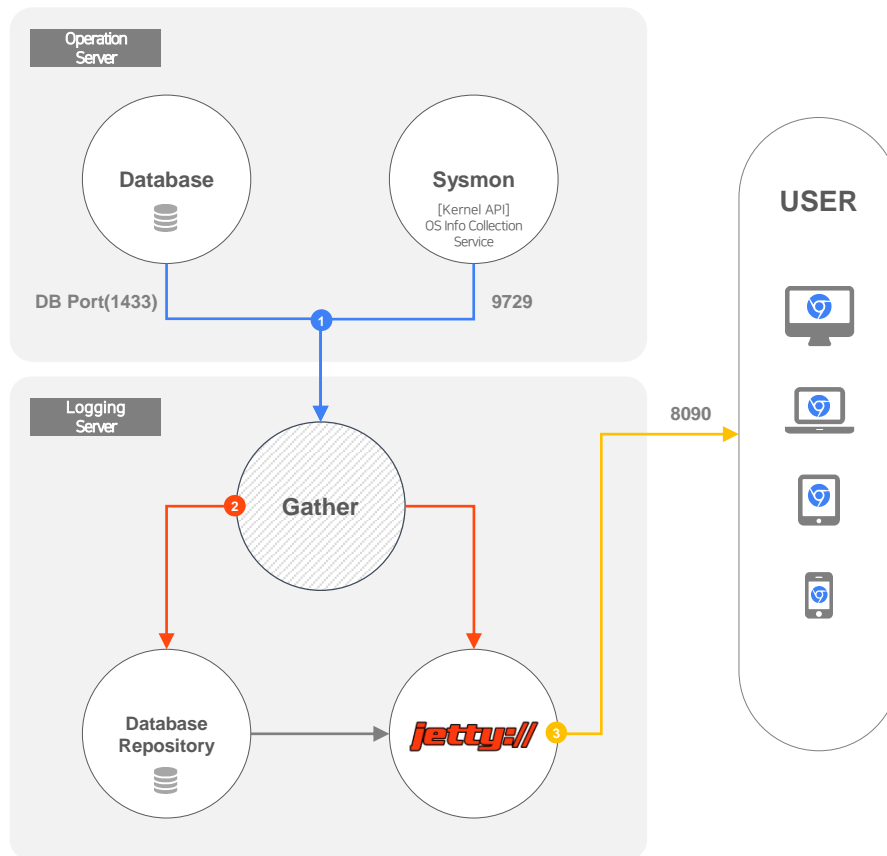 Operation
Server
Database
Sysmon
[Kernel API]
OS Info Collection
Service
USER
DB Port(1433)
9729
1
Logging
Server
8090
Gather
2
Database
Repository
jetty://
3